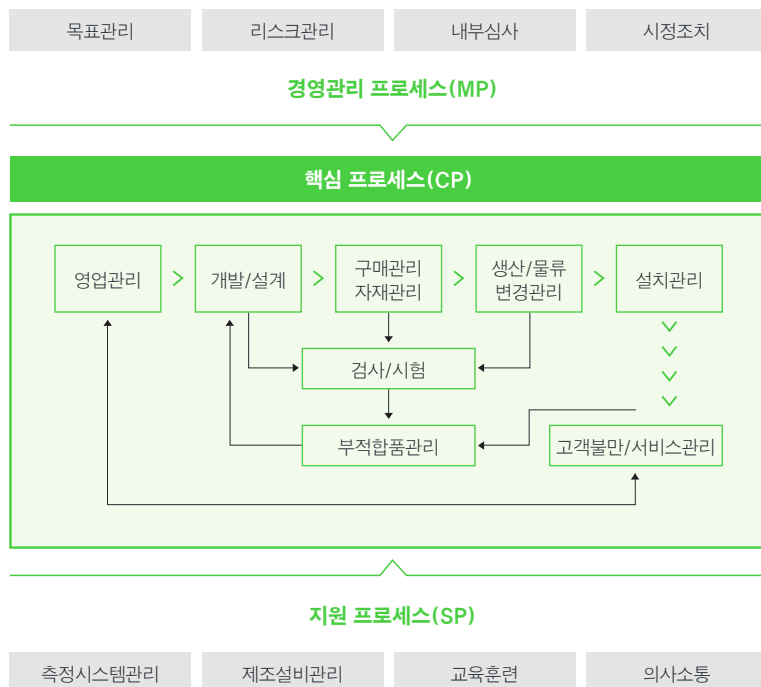 목표관리
리스크관리
내부심사
시정조치
경영관리 프로세스(MP)
핵심 프로세스(CP)
영업관리
개발/설계
구매관리
자재관리
생산/물류
변경관리
설치관리
검사/시험
부적합품관리
고객불만/서비스관리
지원 프로세스(SP)
측정시스템관리
제조설비관리
교육훈련
의사소통